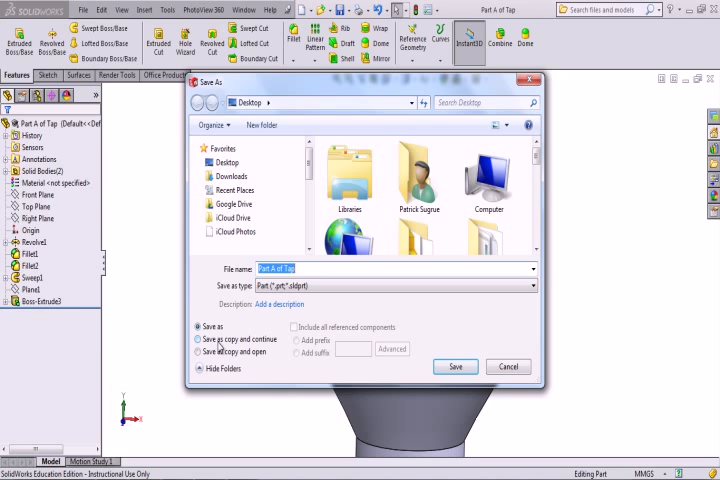 SOLIDWORKS File Edit View Insert Tools PhotoView 360 Window Help Part A of Tap Search files and models
Extruded Boss/Base
Revolved Boss/Base
Swept Boss/Base
Lofted Boss/Base
Boundary Boss/Base
Extruded Cut
Hole Wizard
Revolved Cut
Swept Cut
Lofted Cut
Boundary Cut
Fillet
Linear Pattern
Rib
Draft
Shell
Wrap
Dome
Mirror
Reference Geometry
Curves
Instant3D
Combine
Dome
Features Sketch Surfaces Render Tools Office Product
Part A of Tap (Default<<Def
History
Sensors
Annotations
Solid Bodies(2)
Material <not specified>
Front Plane
Top Plane
Right Plane
Origin
Revolve1
Fillet1
Fillet2
Sweep1
Plane1
Boss-Extrude3
Save As
Desktop
Search Desktop
Organize New folder
Favorites
Desktop
Downloads
Recent Places
Google Drive
iCloud Drive
iCloud Photos
Libraries
Patrick Sugrue
Computer
File name: Part A of Tap
Save as type: Part (*.prt;*.sldprt)
Description: Add a description
Save as
Save as copy and continue
Save as copy and open
Include all referenced components
Add prefix
Add suffix
Advanced
Hide Folders
Save
Cancel
Y
X
Model Motion Study 1
SolidWorks Education Edition - Instructional Use Only Editing Part MMGS